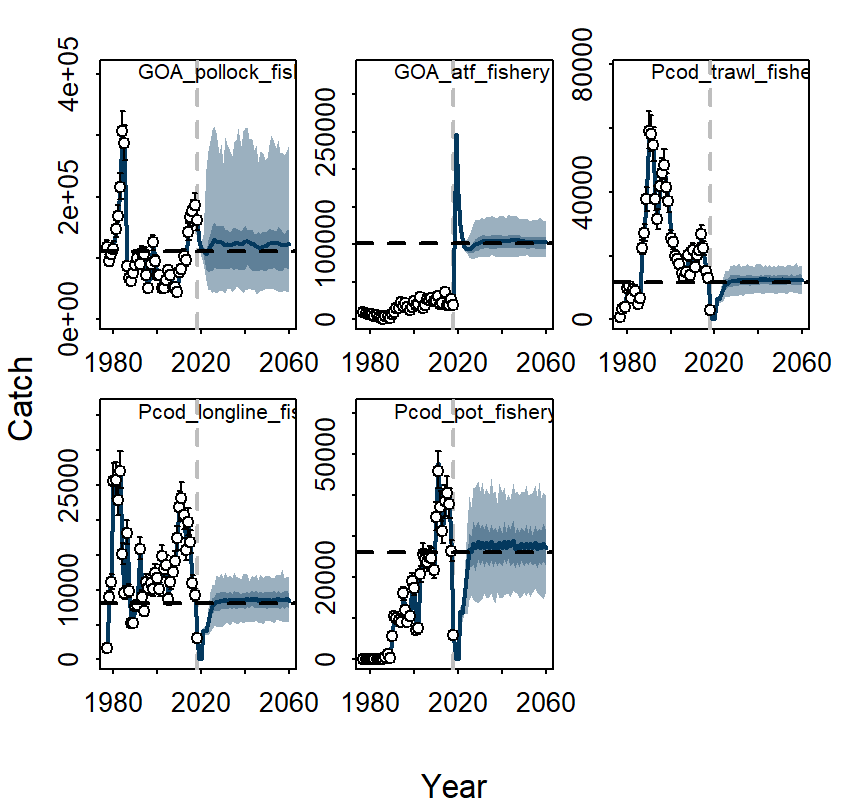 GOA_pollock_fish
GOA_atf_fishery
Pcod_trawl_fishe
4e+05
2e+05
0e+00
250000
100000
0
80000
40000
0
1980 2020 2060
1980 2020 2060
1980 2020 2060
Catch
Pcod_longline_fis
Pcod_pot_fishery
25000
10000
0
50000
20000
0
1980 2020 2060
1980 2020 2060
Year